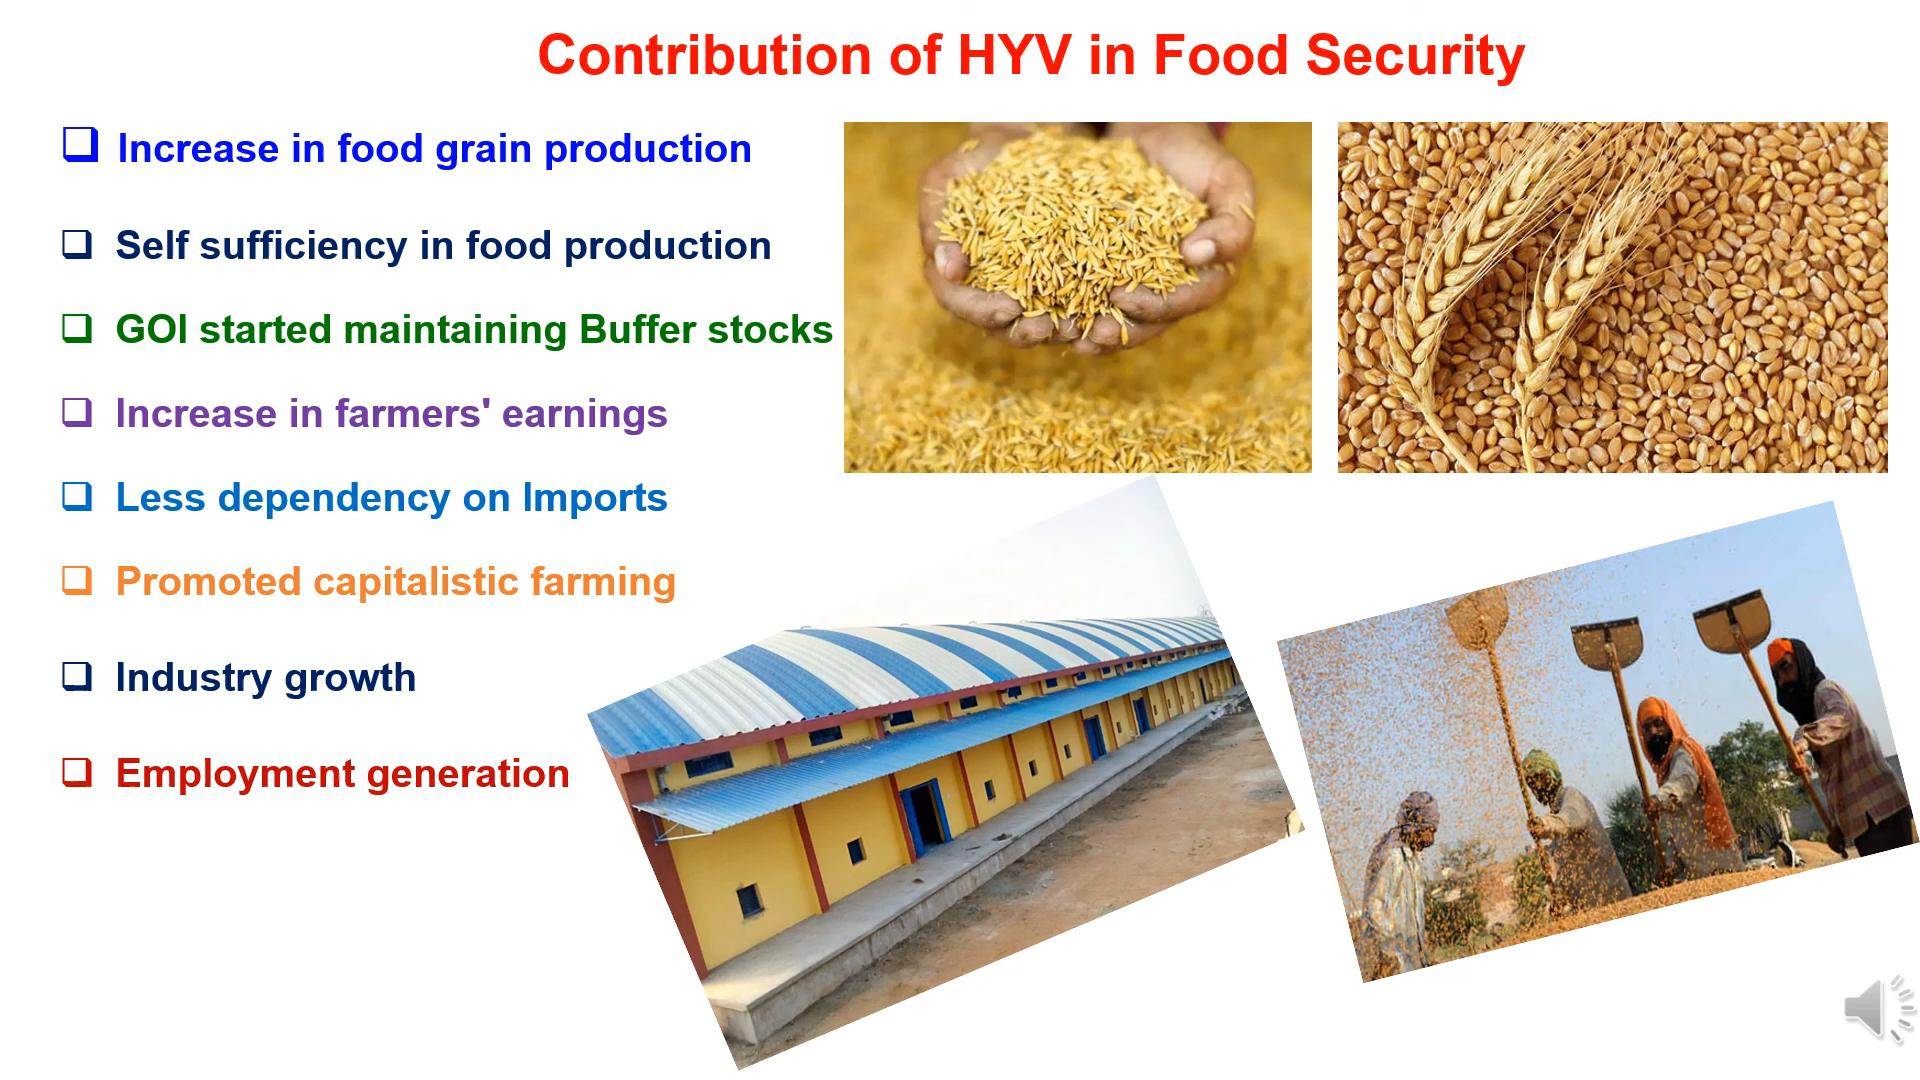 Contribution of HYV in Food Security
Increase in food grain production
Self sufficiency in food production
GOI started maintaining Buffer stocks
Increase in farmers' earnings
Less dependency on Imports
Promoted capitalistic farming
Industry growth
Employment generation